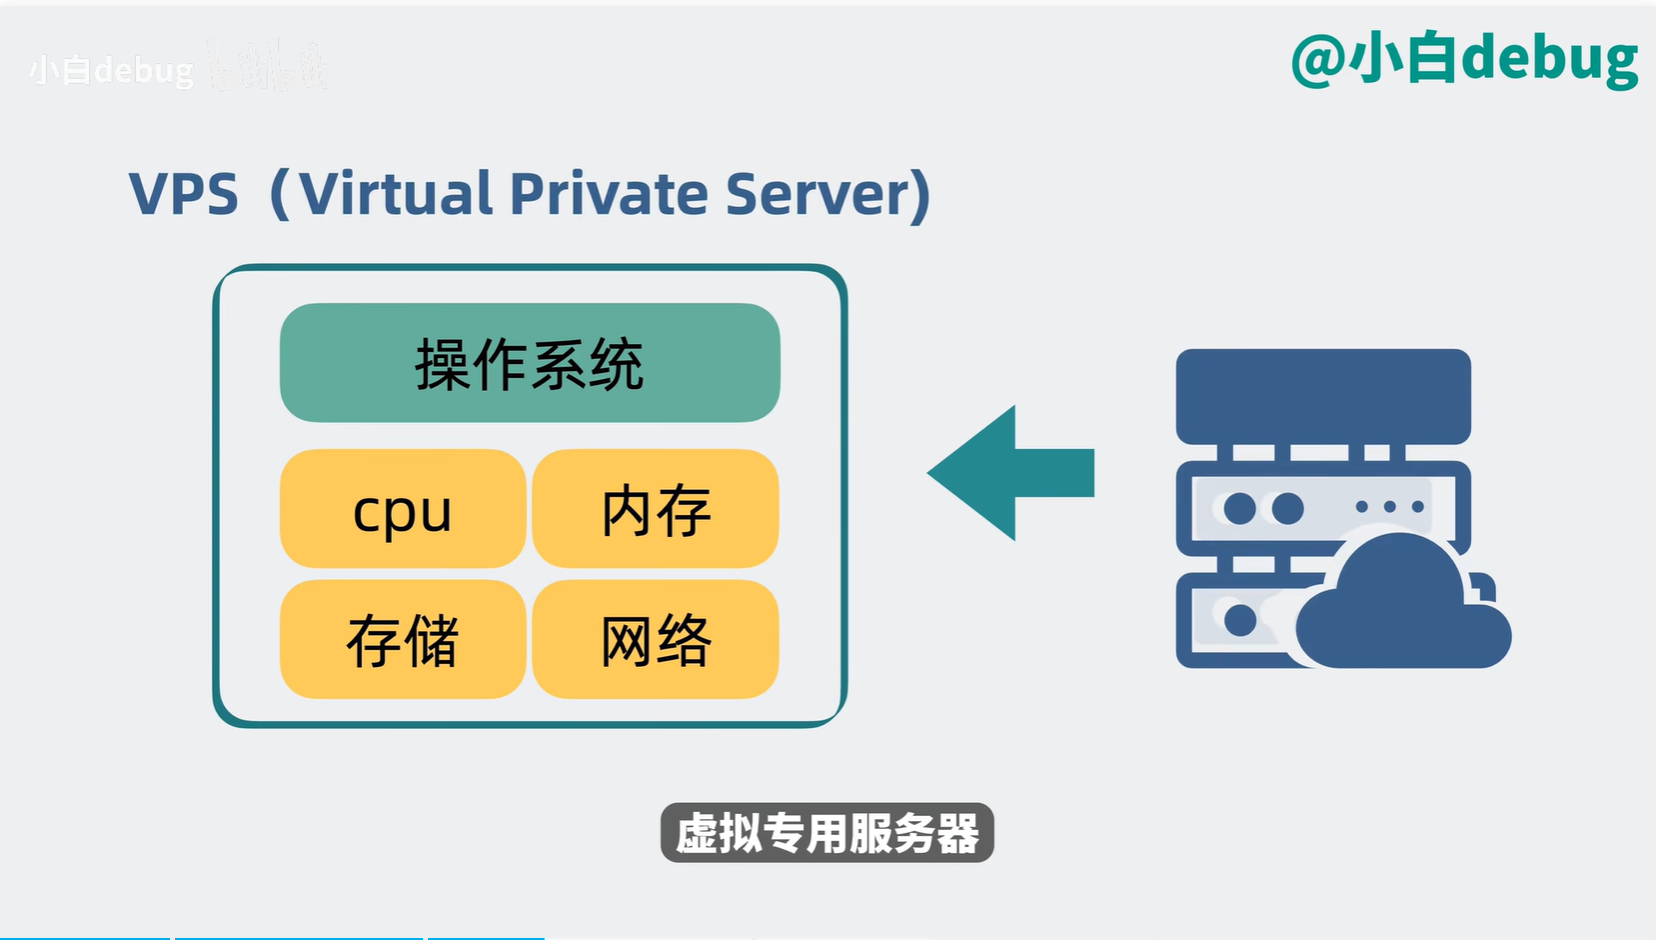 小白debug bilibili
@小白debug
VPS（Virtual Private Server)
操作系统
cpu 内存
存储 网络
虚拟专用服务器